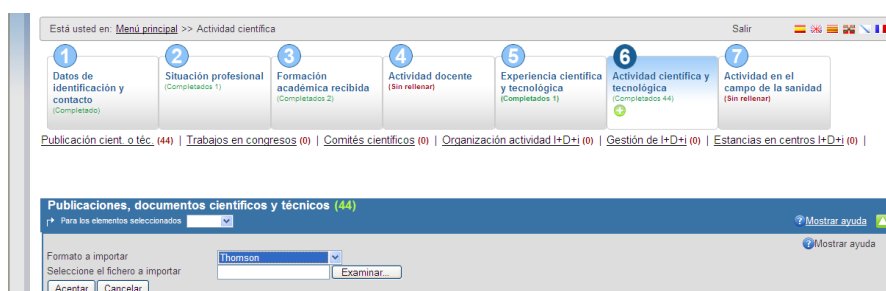 Está usted en: Menú principal >> Actividad científica
Salir
1
Datos de
identificación y
contacto
(Completado)
2
Situación profesional
(Completados 1)
3
Formación
académica recibida
(Completados 2)
4
Actividad docente
(Sin rellenar)
5
Experiencia científica
y tecnológica
(Completados 1)
6
Actividad científica y
tecnológica
(Completados 44)
7
Actividad en el
campo de la sanidad
(Sin rellenar)
Publicación cient. o téc. (44) | Trabajos en congresos (0) | Comités científicos (0) | Organización actividad I+D+i (0) | Gestión de I+D+i (0) | Estancias en centros I+D+i (0) |
Publicaciones, documentos científicos y técnicos (44)
Para los elementos seleccionados
? Mostrar ayuda
? Mostrar ayuda
Formato a importar
Thomson
Seleccione el fichero a importar
Examinar...
Aceptar
Cancelar